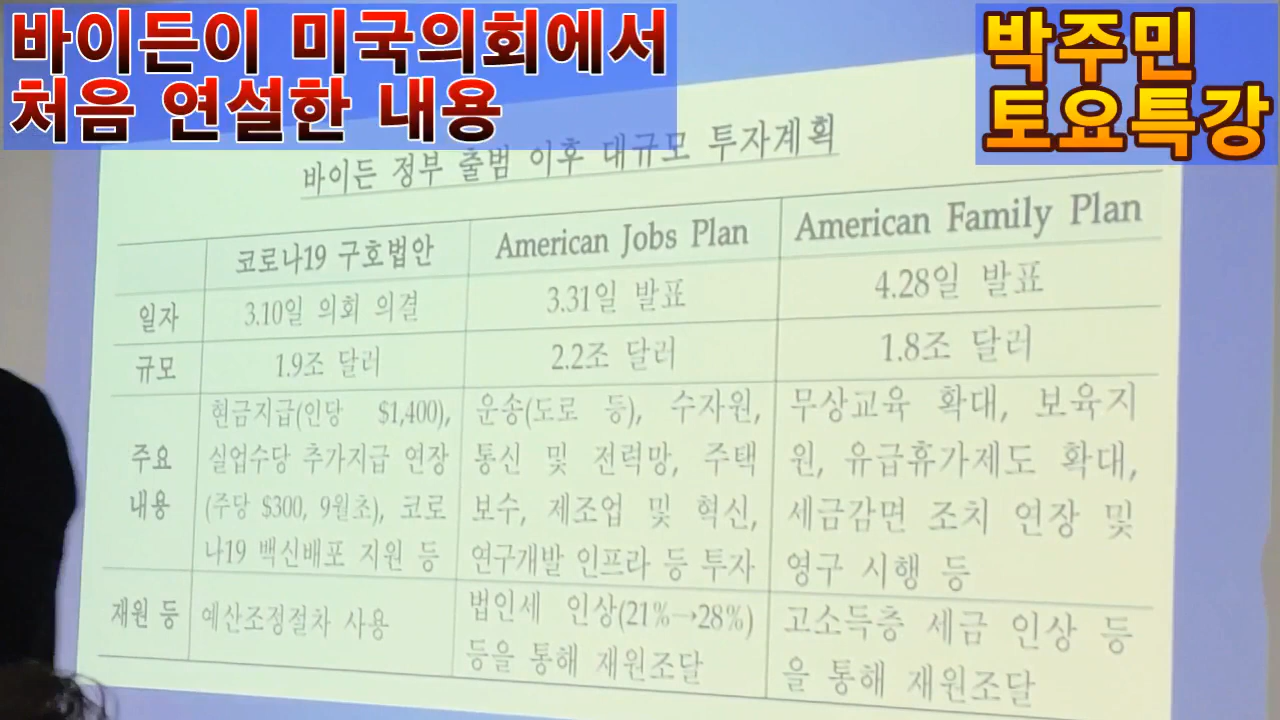 바이든이 미국의회에서
처음 연설한 내용
박주민
토요특강
바이든 정부 출범 이후 대규모 투자계획
코로나19 구호법안 American Jobs Plan American Family Plan
일자 3.10일 의회 의결 3.31일 발표 4.28일 발표
규모 1.9조 달러 2.2조 달러 1.8조 달러
주요
내용
현금지급(인당 $1,400),
실업수당 추가지급 연장
(주당 $300, 9월초), 코로
나19 백신배포 지원 등
운송(도로 등), 수자원,
통신 및 전력망, 주택
보수, 제조업 및 혁신,
연구개발 인프라 등 투자
무상교육 확대, 보육지
원, 유급휴가제도 확대,
세금감면 조치 연장 및
영구 시행 등
재원 등 예산조정절차 사용
법인세 인상(21%→28%)
등을 통해 재원조달
고소득층 세금 인상 등
을 통해 재원조달